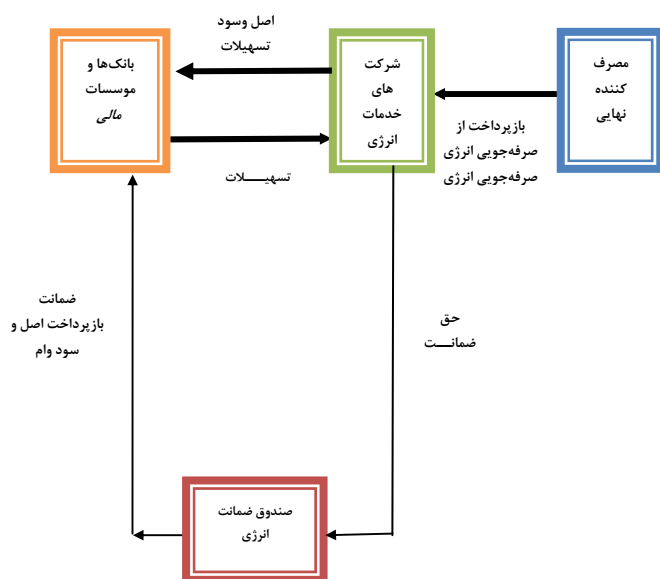 مصرف
کننده
نهایی
بازپرداخت از
صرفه‌جویی انرژی
صرفه‌جویی انرژی
شرکت
های
خدمات
انرژی
اصل وسود
تسهیلات
تسهیـــــلات
بانک‌ها و
موسسات
مالی
حق
ضمانـــت
ضمانت
بازپرداخت اصل و
سود وام
صندوق ضمانت
انرژی